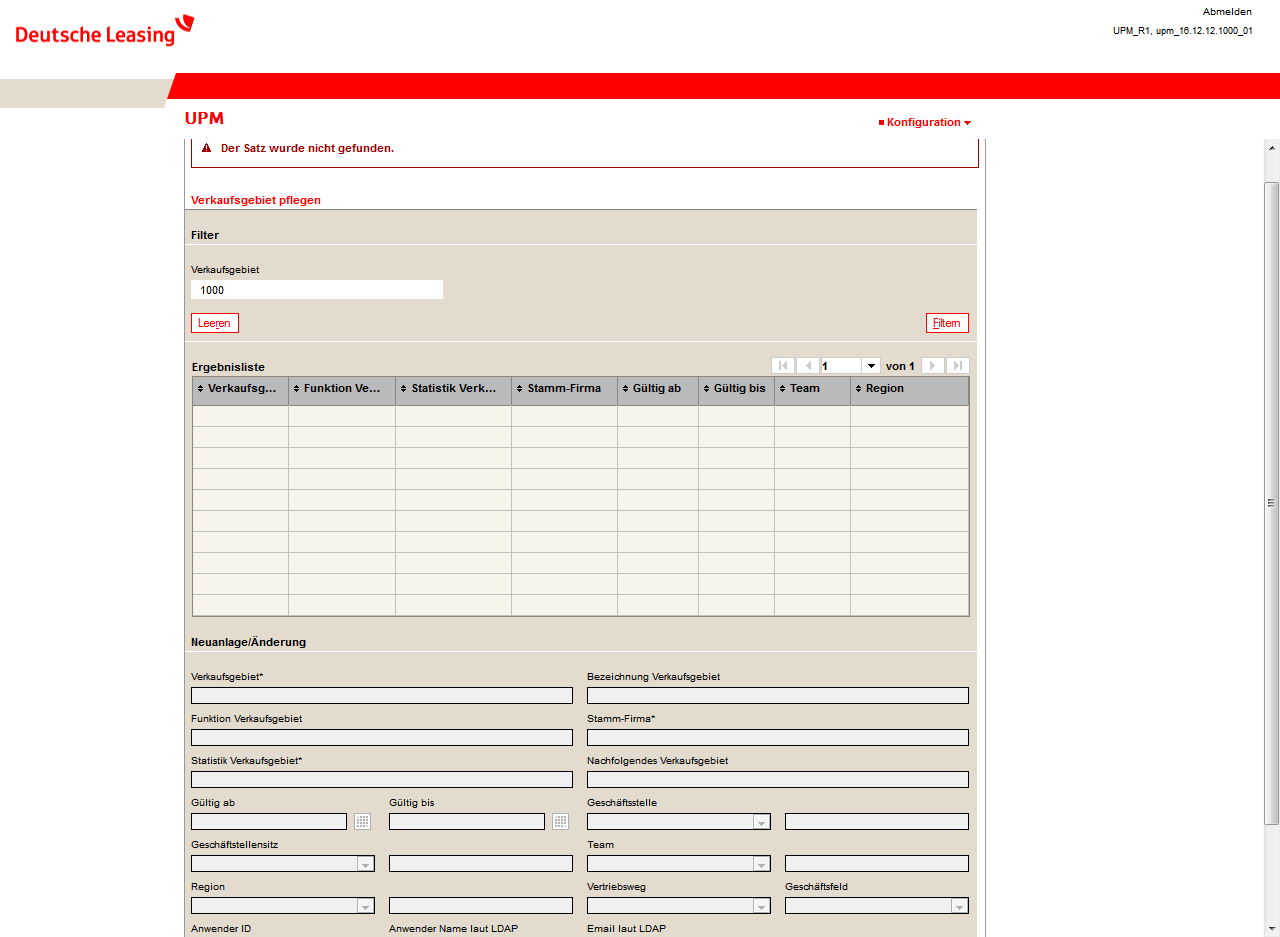 Abmelden
Deutsche Leasing
UPM_R1, upm_16.12.12.1000_01
UPM
Konfiguration
Der Satz wurde nicht gefunden.
Verkaufsgebiet pflegen
Filter
Verkaufsgebiet
1000
Leeren
Filtern
Ergebnisliste
1 von 1
Verkaufsg... Funktion Ve... Statistik Verk... Stamm-Firma Gültig ab Gültig bis Team Region
Neuanlage/Änderung
Verkaufsgebiet* Bezeichnung Verkaufsgebiet
Funktion Verkaufsgebiet Stamm-Firma*
Statistik Verkaufsgebiet* Nachfolgendes Verkaufsgebiet
Gültig ab Gültig bis Geschäftsstelle
Geschäftstellensitz Team
Region Vertriebsweg Geschäftsfeld
Anwender ID Anwender Name laut LDAP Email laut LDAP